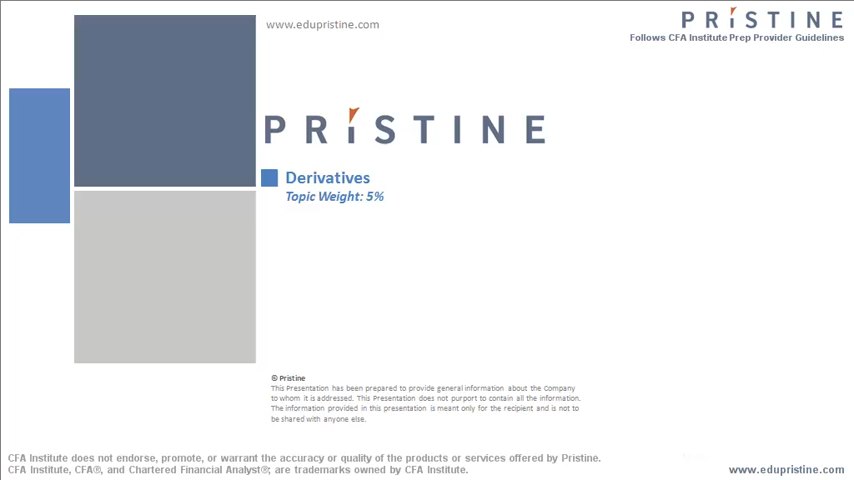 www.edupristine.com
PRiSTINE
Follows CFA Institute Prep Provider Guidelines
PRiSTINE
Derivatives
Topic Weight: 5%
© Pristine
This Presentation has been prepared to provide general information about the Company
to whom it is addressed. This Presentation does not purport to contain all the information.
The information provided in this presentation is meant only for the recipient and is not to
be shared with anyone else.
CFA Institute does not endorse, promote, or warrant the accuracy or quality of the products or services offered by Pristine.
CFA Institute, CFA®, and Chartered Financial Analyst®; are trademarks owned by CFA Institute.
www.edupristine.com